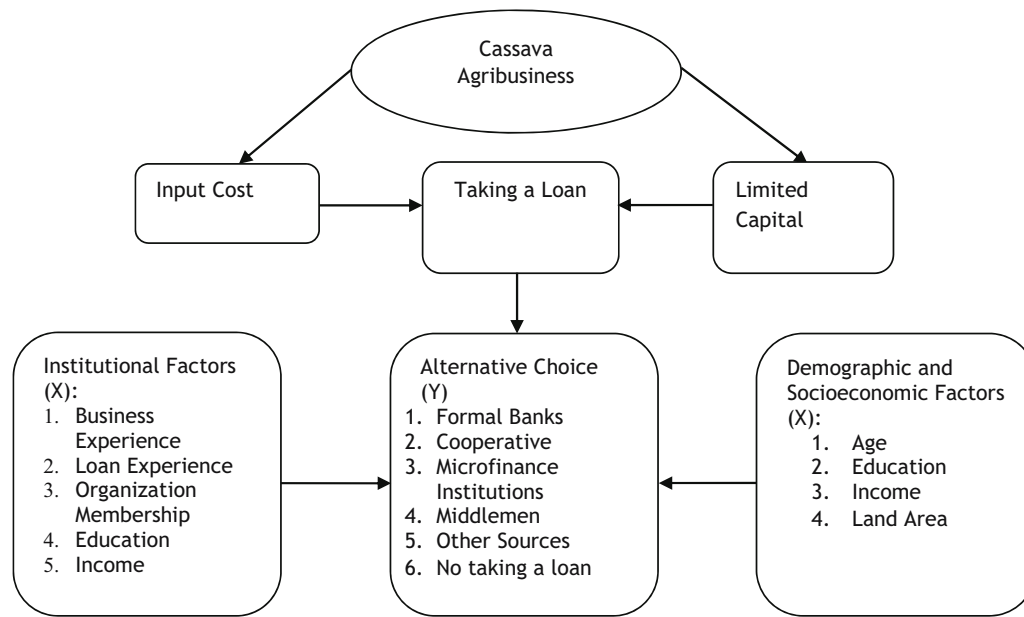 Cassava
Agribusiness
Input Cost
Taking a Loan
Limited
Capital
Institutional Factors
(X):
1. Business
Experience
2. Loan Experience
3. Organization
Membership
4. Education
5. Income
Alternative Choice
(Y)
1. Formal Banks
2. Cooperative
3. Microfinance
Institutions
4. Middlemen
5. Other Sources
6. No taking a loan
Demographic and
Socioeconomic Factors
(X):
1. Age
2. Education
3. Income
4. Land Area